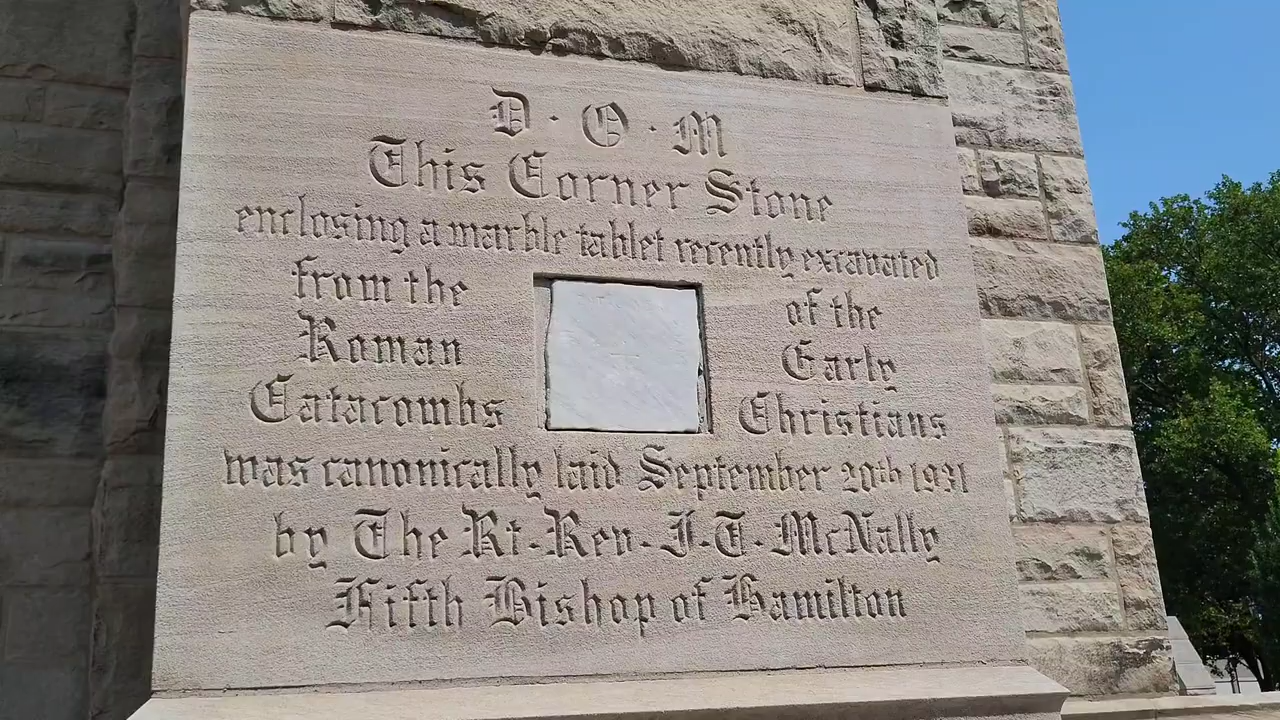 D · O · M
This Corner Stone
enclosing a marble tablet recently excavated
from the
Roman
Catacombs
of the
Early
Christians
was canonically laid September 20th 1931
by The Rt · Rev · J · T · McNally
Fifth Bishop of Hamilton